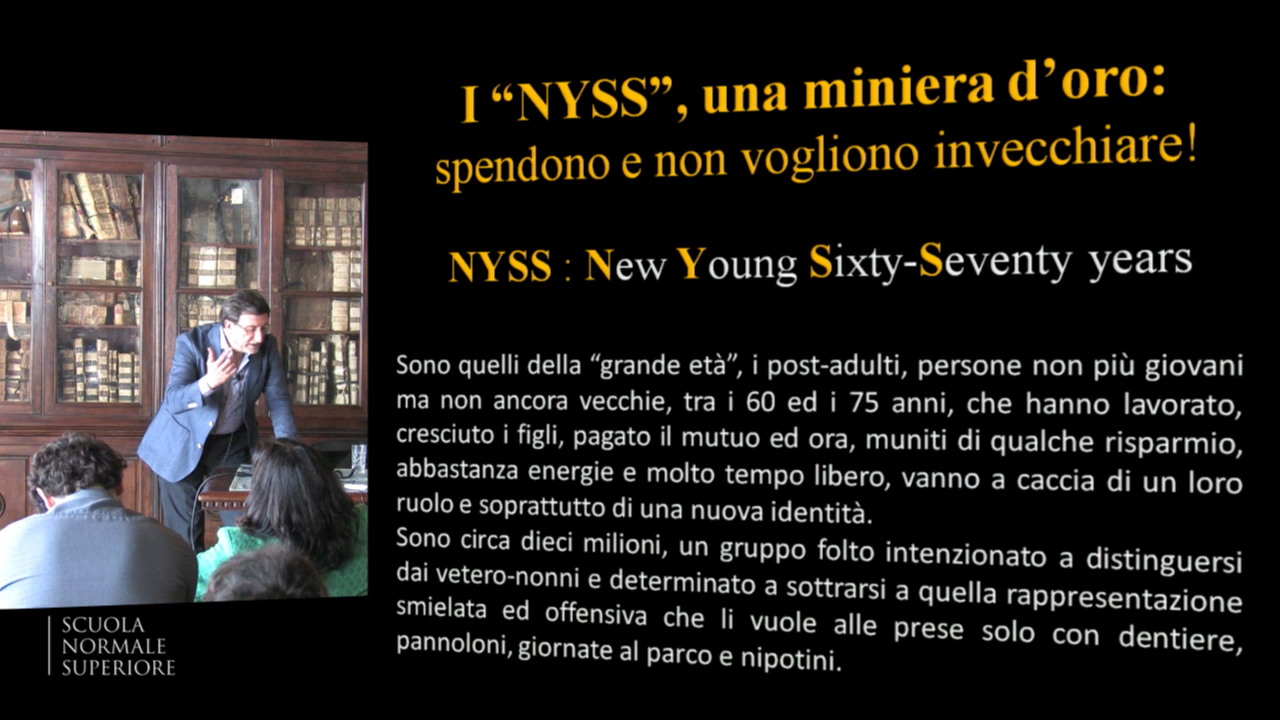 I “NYSS”, una miniera d’oro:
spendono e non vogliono invecchiare!
NYSS : New Young Sixty-Seventy years
Sono quelli della “grande età”, i post-adulti, persone non più giovani
ma non ancora vecchie, tra i 60 ed i 75 anni, che hanno lavorato,
cresciuto i figli, pagato il mutuo ed ora, muniti di qualche risparmio,
abbastanza energie e molto tempo libero, vanno a caccia di un loro
ruolo e soprattutto di una nuova identità.
Sono circa dieci milioni, un gruppo folto intenzionato a distinguersi
dai vetero-nonni e determinato a sottrarsi a quella rappresentazione
smielata ed offensiva che li vuole alle prese solo con dentiere,
pannoloni, giornate al parco e nipotini.
SCUOLA
NORMALE
SUPERIORE